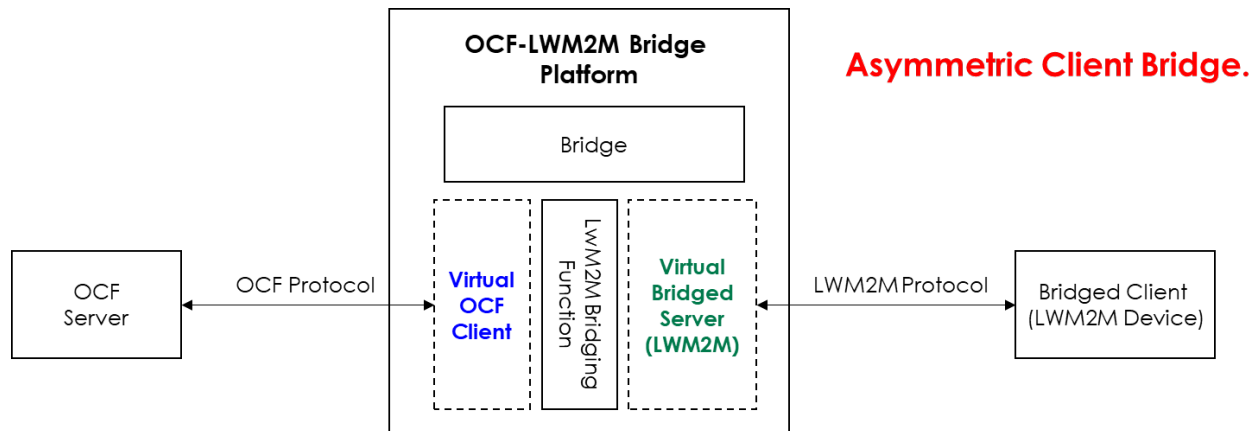 OCF-LWM2M Bridge
Platform
Asymmetric Client Bridge.
Bridge
OCF
Server
OCF Protocol
Virtual
OCF
Client
LwM2M Bridging
Function
Virtual
Bridged
Server
(LWM2M)
LWM2M Protocol
Bridged Client
(LWM2M Device)